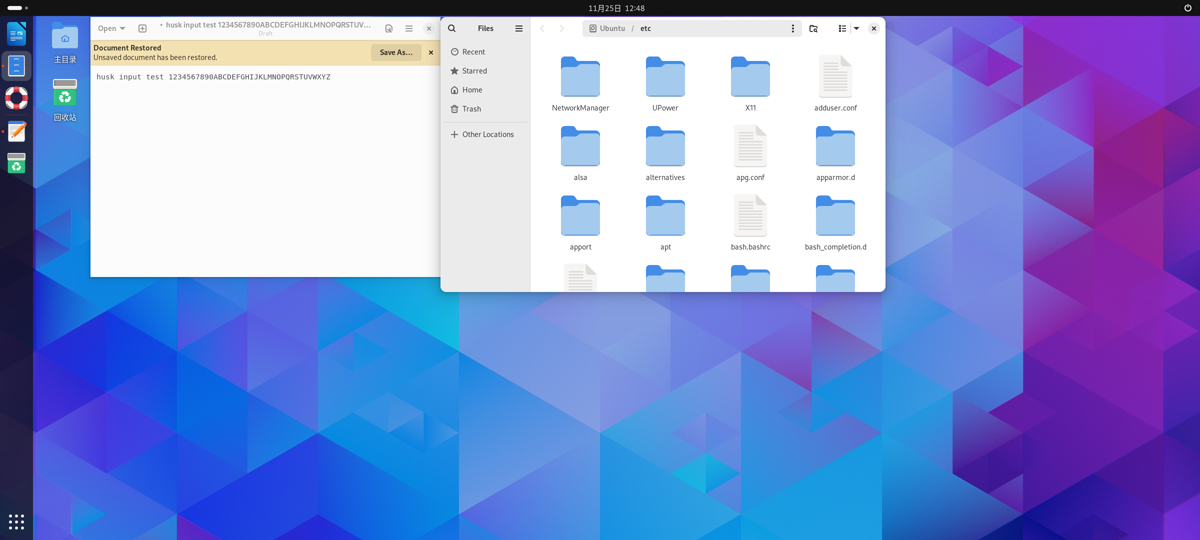 11月25日 12:48
主目录
回收站
Open
husk input test 1234567890ABCDEFGHIJKLMNOPQRSTUV…
Draft
Document Restored
Unsaved document has been restored.
Save As…
husk input test 1234567890ABCDEFGHIJKLMNOPQRSTUVWXYZ
Files
Recent
Starred
Home
Trash
Other Locations
Ubuntu / etc
NetworkManager UPower X11 adduser.conf
alsa alternatives apg.conf apparmor.d
apport apt bash.bashrc bash_completion.d